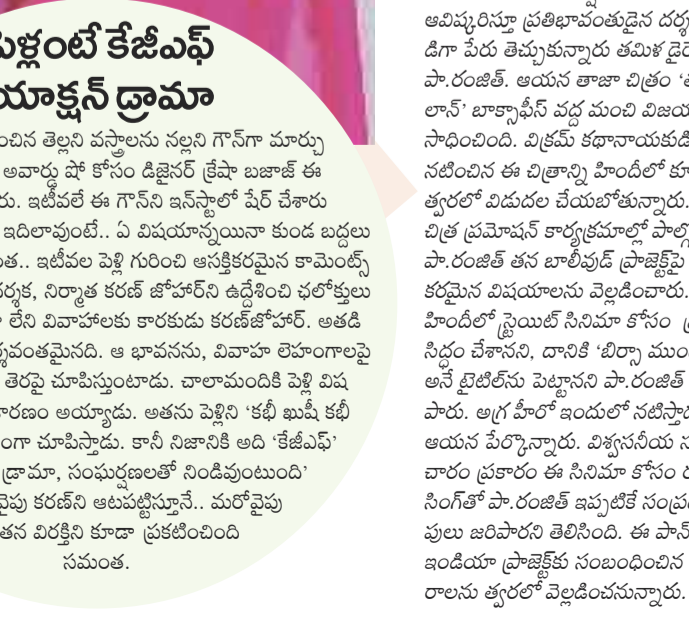 పెళ్లంటే కేజీఎఫ్
యాక్షన్ డ్రామా
చిన తెల్లని వస్త్రాలను నల్లని గౌన్‌గా మార్చు
అవార్డు షో కోసం డిజైనర్ క్రేషా బజాజ్ ఈ
రు. ఇటీవలే ఈ గౌన్‌ని ఇన్‌స్టాలో షేర్ చేశారు
ఇదిలావుంటే.. ఏ విషయాన్నయినా కుండ బద్దలు
త.. ఇటీవల పెళ్లి గురించి ఆసక్తికరమైన కామెంట్స్
దర్శక, నిర్మాత కరణ్ జోహార్‌ని ఉద్దేశించి ఛలోక్తులు
లేని వివాహాలకు కారకుడు కరణ్‌జోహార్. అతడి
ర్శవంతమైనది. ఆ భావనను, వివాహ లెహంగాలపై
తెరపై చూపిస్తుంటాడు. చాలామందికి పెళ్లి విష
కారణం అయ్యాడు. అతను పెళ్లిని ‘కభీ ఖుషీ కభీ
ంగా చూపిస్తాడు. కానీ నిజానికి అది ‘కేజీఎఫ్’
డ్రామా, సంఘర్షణలతో నిండివుంటుంది’
వైపు కరణ్‌ని ఆటపట్టిస్తూనే.. మరోవైపు
తన విరక్తిని కూడా ప్రకటించింది
సమంత.
ఆవిష్కరిస్తూ ప్రతిభావంతుడైన దర్శ
డిగా పేరు తెచ్చుకున్నారు తమిళ డైరె
పా.రంజిత్. ఆయన తాజా చిత్రం ‘త
లాన్’ బాక్సాఫీస్ వద్ద మంచి విజయ
సాధించింది. విక్రమ్ కథానాయకుడి
నటించిన ఈ చిత్రాన్ని హిందీలో కూ
త్వరలో విడుదల చేయబోతున్నారు.
చిత్ర ప్రమోషన్ కార్యక్రమాల్లో పాల్గొ
పా.రంజిత్ తన బాలీవుడ్ ప్రాజెక్ట్‌పై
కరమైన విషయాలను వెల్లడించారు.
హిందీలో స్ట్రెయిట్ సినిమా కోసం
సిద్ధం చేశానని, దానికి ‘బిర్సా ముం
అనే టైటిల్‌ను పెట్టానని పా.రంజిత్
పారు. అగ్ర హీరో ఇందులో నటిస్తా
ఆయన పేర్కొన్నారు. విశ్వసనీయ స
చారం ప్రకారం ఈ సినిమా కోసం ర
సింగ్‌తో పా.రంజిత్ ఇప్పటికే సంప్ర
పులు జరిపారని తెలిసింది. ఈ పాన్
ఇండియా ప్రాజెక్ట్‌కు సంబంధించిన
రాలను త్వరలో వెల్లడించనున్నారు.